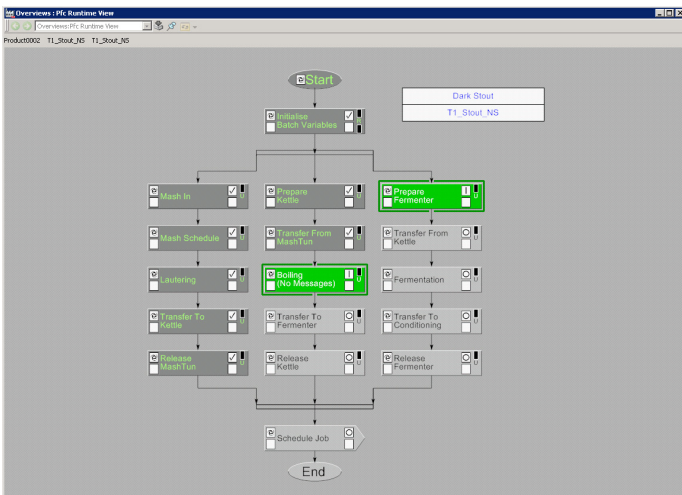 Overviews : Pfc Runtime View
Overviews:Pfc Runtime View
Product0002 T1_Stout_NS T1_Stout_NS
Start
Dark Stout
T1_Stout_NS
Initialise
Batch Variables
Mash In
Prepare
Kettle
Prepare
Fermenter
Mash Schedule
Transfer From
MashTun
Transfer From
Kettle
Lautering
Boiling
(No Messages)
Fermentation
Transfer To
Kettle
Transfer To
Fermenter
Transfer To
Conditioning
Release
MashTun
Release
Kettle
Release
Fermenter
Schedule Job
End